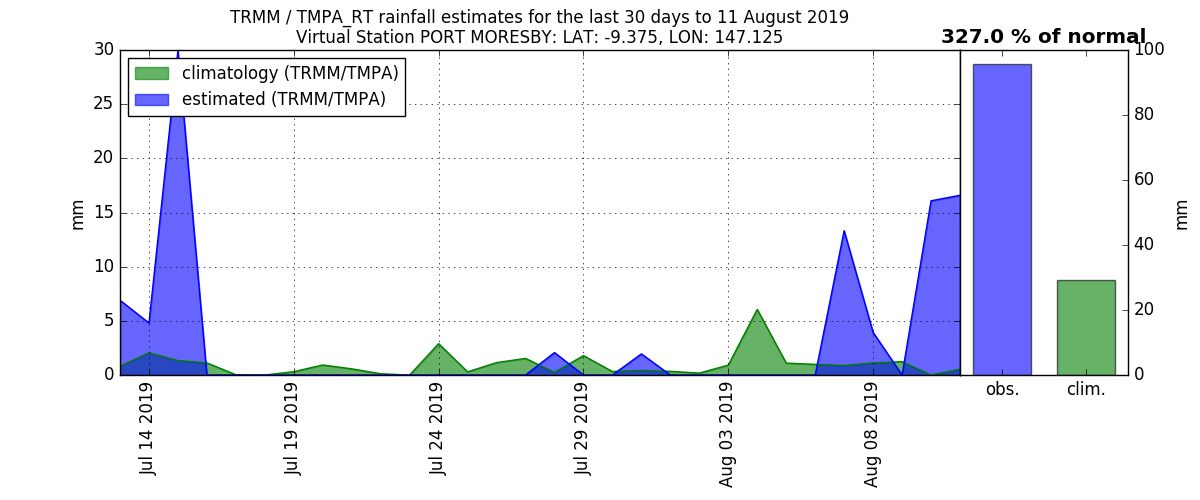 TRMM / TMPA_RT rainfall estimates for the last 30 days to 11 August 2019
Virtual Station PORT MORESBY: LAT: -9.375, LON: 147.125
327.0 % of normal
climatology (TRMM/TMPA)
estimated (TRMM/TMPA)
30
25
20
15
10
5
0
mm
Jul 14 2019
Jul 19 2019
Jul 24 2019
Jul 29 2019
Aug 03 2019
Aug 08 2019
obs.
clim.
100
80
60
40
20
0
mm